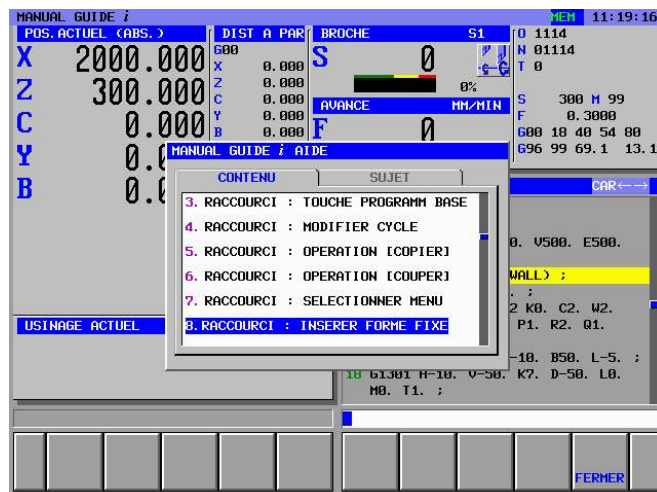 MANUAL GUIDE i MEM 11:19:16
POS.ACTUEL (ABS.)
X 2000.000
Z 300.000
C 0.000
Y 0.
B 0.
DIST A PAR
G00
X 0.000
Z 0.000
C 0.000
Y 0.000
B 0.000
BROCHE S1
S 0
0%
AVANCE MM/MIN
F 0
O 1114
N 01114
T 0
S 300 M 99
F 0.3000
G00 18 40 54 80
G96 99 69.1 13.1
MANUAL GUIDE i AIDE
CONTENU SUJET
3. RACCOURCI : TOUCHE PROGRAMM BASE
4. RACCOURCI : MODIFIER CYCLE
5. RACCOURCI : OPERATION [COPIER]
6. RACCOURCI : OPERATION [COUPER]
7. RACCOURCI : SELECTIONNER MENU
8. RACCOURCI : INSERER FORME FIXE
CAR←→
0. V500. E500.
WALL) ;
. ;
2 K0. C2. W2.
P1. R2. Q1.
-10. B50. L-5. ;
18 G1301 H-10. V-50. K7. D-50. L0.
M0. T1. ;
USINAGE ACTUEL
FERMER